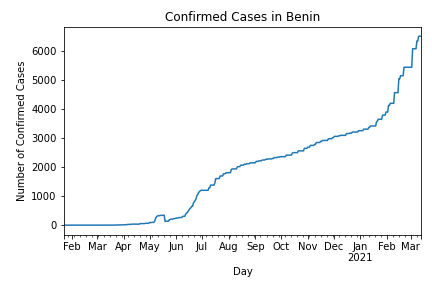 Confirmed Cases in Benin
Number of Confirmed Cases
6000
5000
4000
3000
2000
1000
0
Feb Mar Apr May Jun Jul Aug Sep Oct Nov Dec Jan Feb Mar
2021
Day